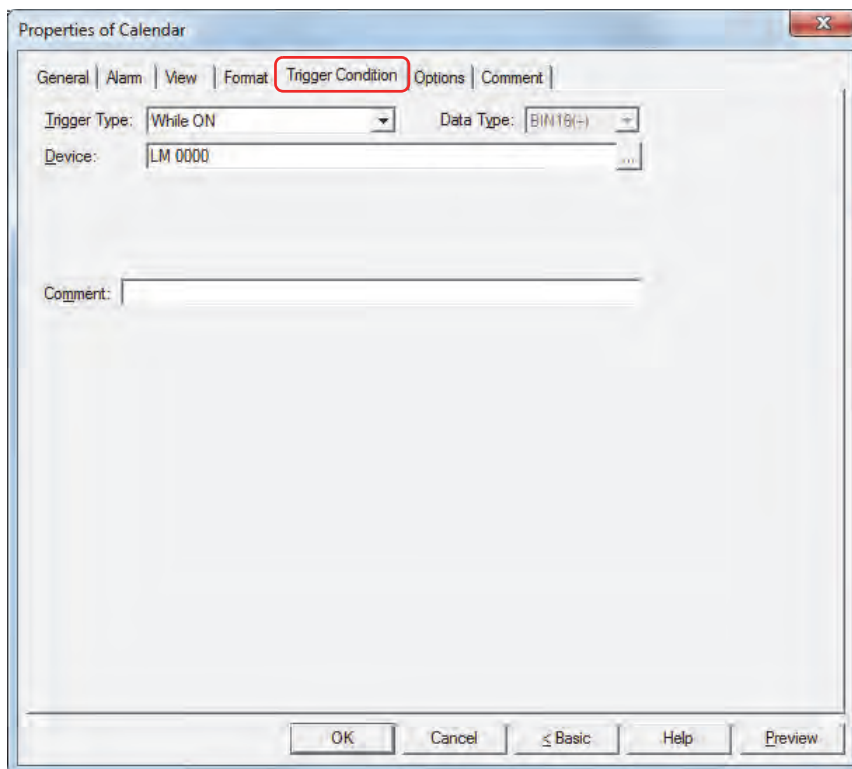 Properties of Calendar
General Alarm View Format Trigger Condition Options Comment
Trigger Type: While ON Data Type: BIN16(+)
Device: LM 0000 ...
Comment:
OK Cancel < Basic Help Preview